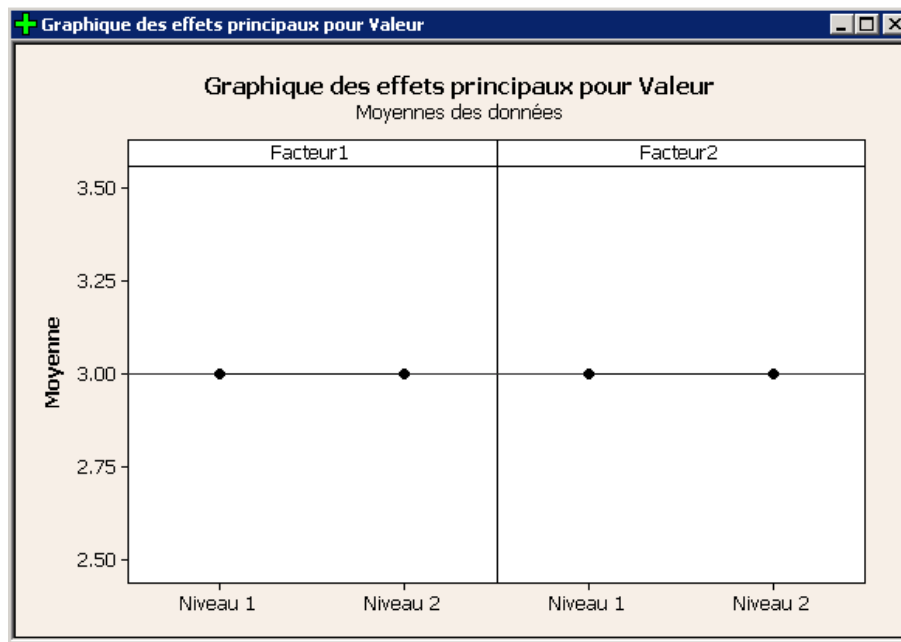 Graphique des effets principaux pour Valeur
Graphique des effets principaux pour Valeur
Moyennes des données
Facteur1 Facteur2
Moyenne
3.50
3.25
3.00
2.75
2.50
Niveau 1 Niveau 2 Niveau 1 Niveau 2